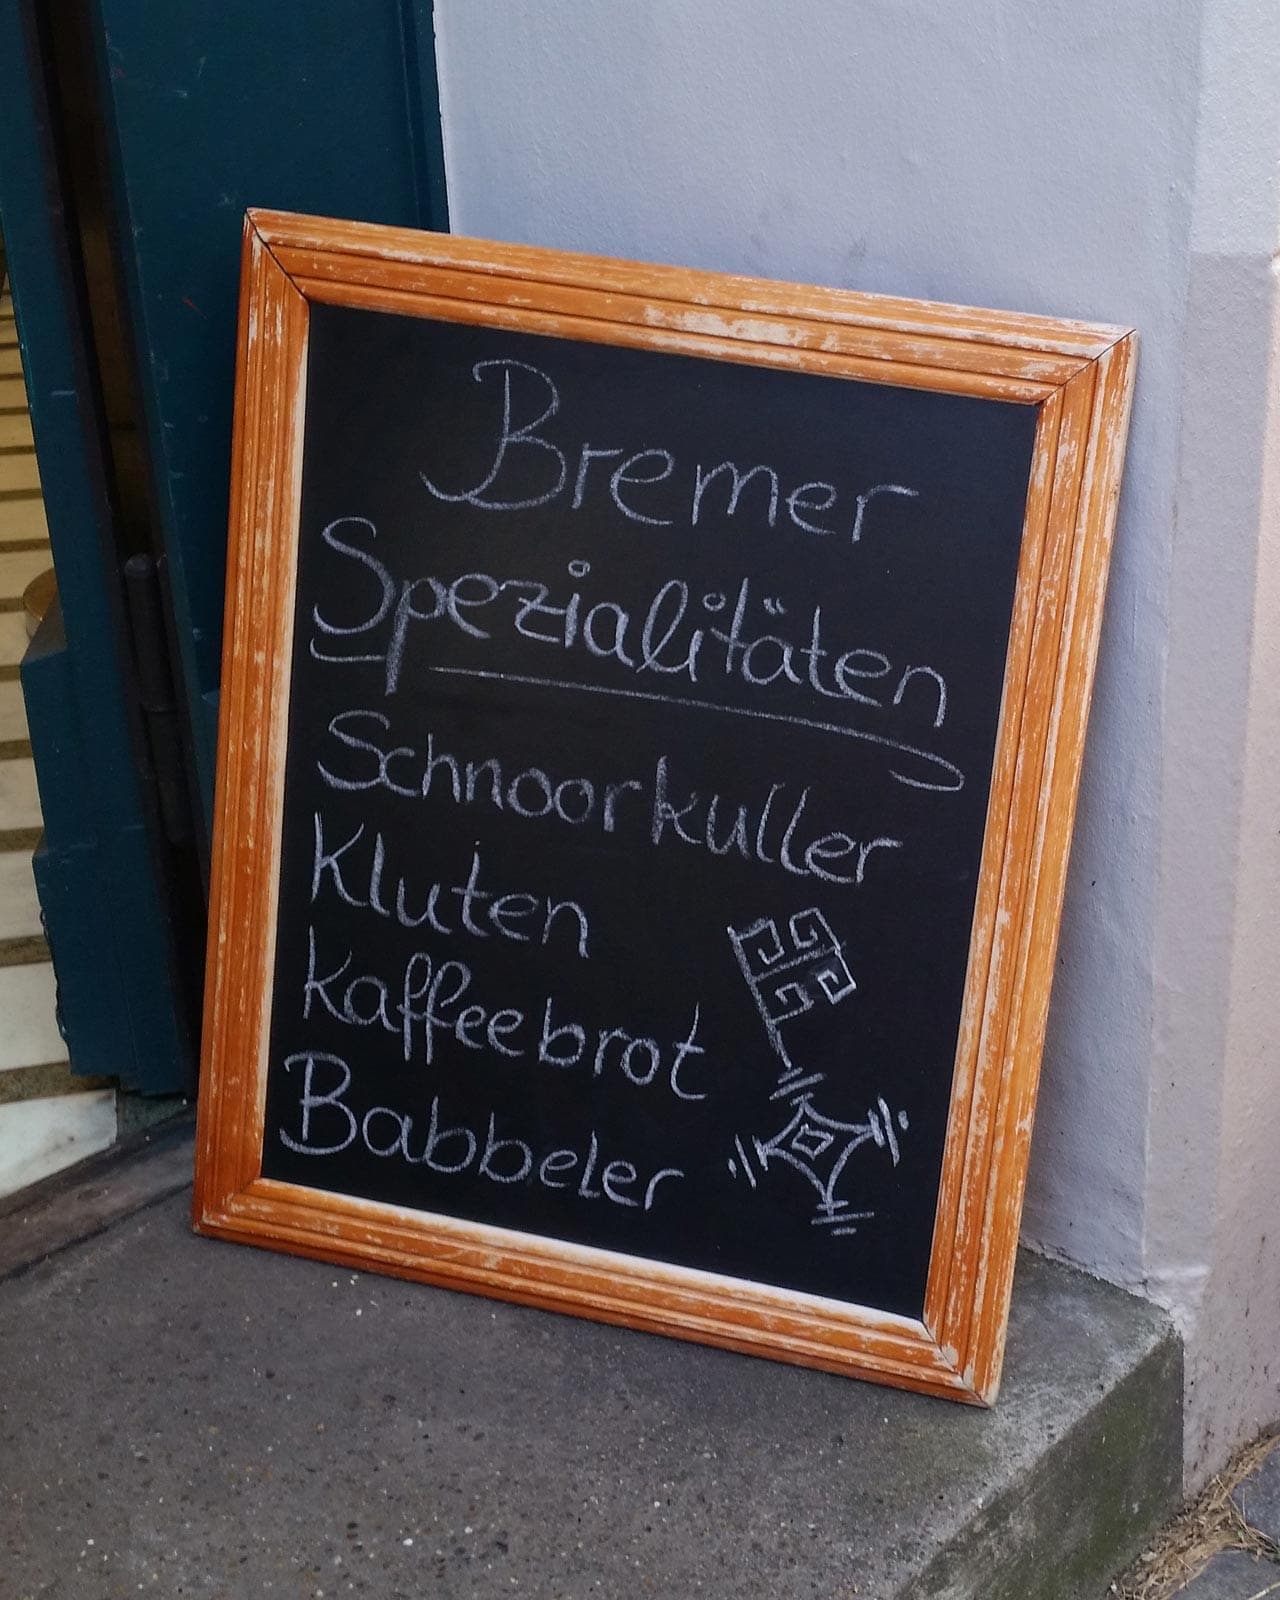 Bremer
Spezialitäten
Schnoorkuller
Kluten
Kaffeebrot
Babbeler